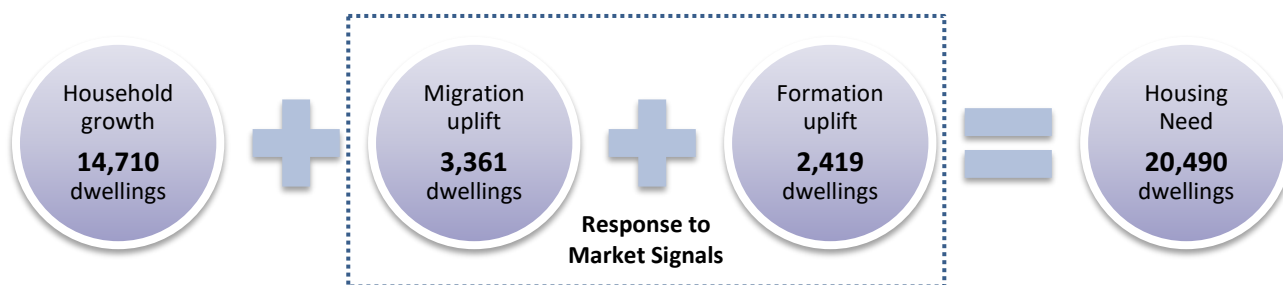 Household
growth
14,710
dwellings
Migration
uplift
3,361
dwellings
Formation
uplift
2,419
dwellings
Response to
Market Signals
Housing
Need
20,490
dwellings